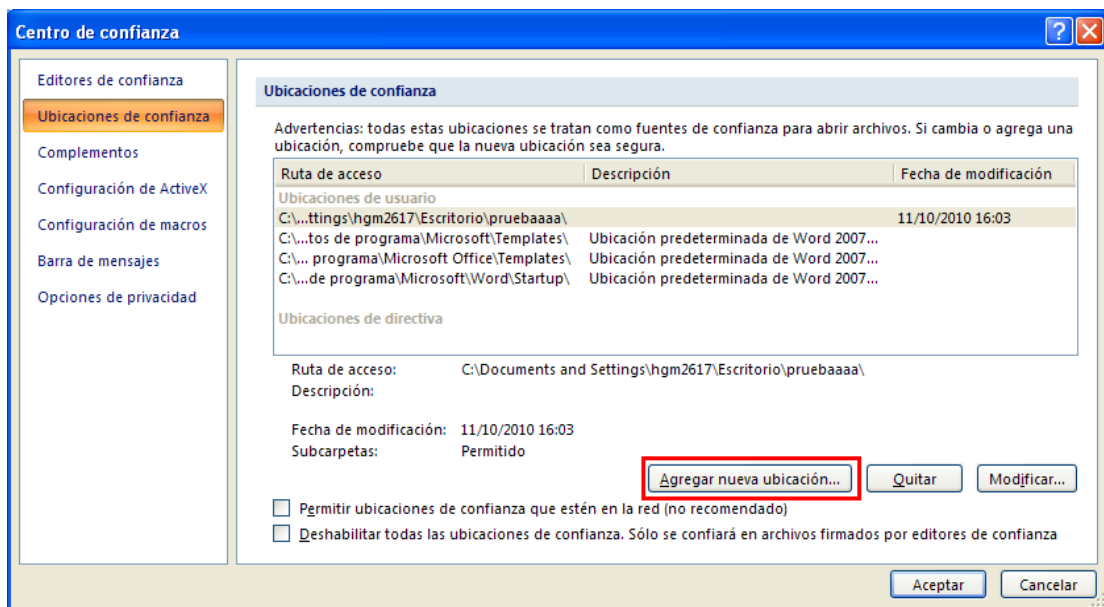 Centro de confianza
Editores de confianza
Ubicaciones de confianza
Complementos
Configuración de ActiveX
Configuración de macros
Barra de mensajes
Opciones de privacidad
Ubicaciones de confianza
Advertencias: todas estas ubicaciones se tratan como fuentes de confianza para abrir archivos. Si cambia o agrega una
ubicación, compruebe que la nueva ubicación sea segura.
Ruta de acceso Descripción Fecha de modificación
Ubicaciones de usuario
C:\...ttings\hgm2617\Escritorio\pruebaaaa\ 11/10/2010 16:03
C:\...tos de programa\Microsoft\Templates\ Ubicación predeterminada de Word 2007...
C:\... programa\Microsoft Office\Templates\ Ubicación predeterminada de Word 2007...
C:\...de programa\Microsoft\Word\Startup\ Ubicación predeterminada de Word 2007...
Ubicaciones de directiva
Ruta de acceso: C:\Documents and Settings\hgm2617\Escritorio\pruebaaaa\
Descripción:
Fecha de modificación: 11/10/2010 16:03
Subcarpetas: Permitido
Agregar nueva ubicación... Quitar Modificar...
Permitir ubicaciones de confianza que estén en la red (no recomendado)
Deshabilitar todas las ubicaciones de confianza. Sólo se confiará en archivos firmados por editores de confianza
Aceptar Cancelar